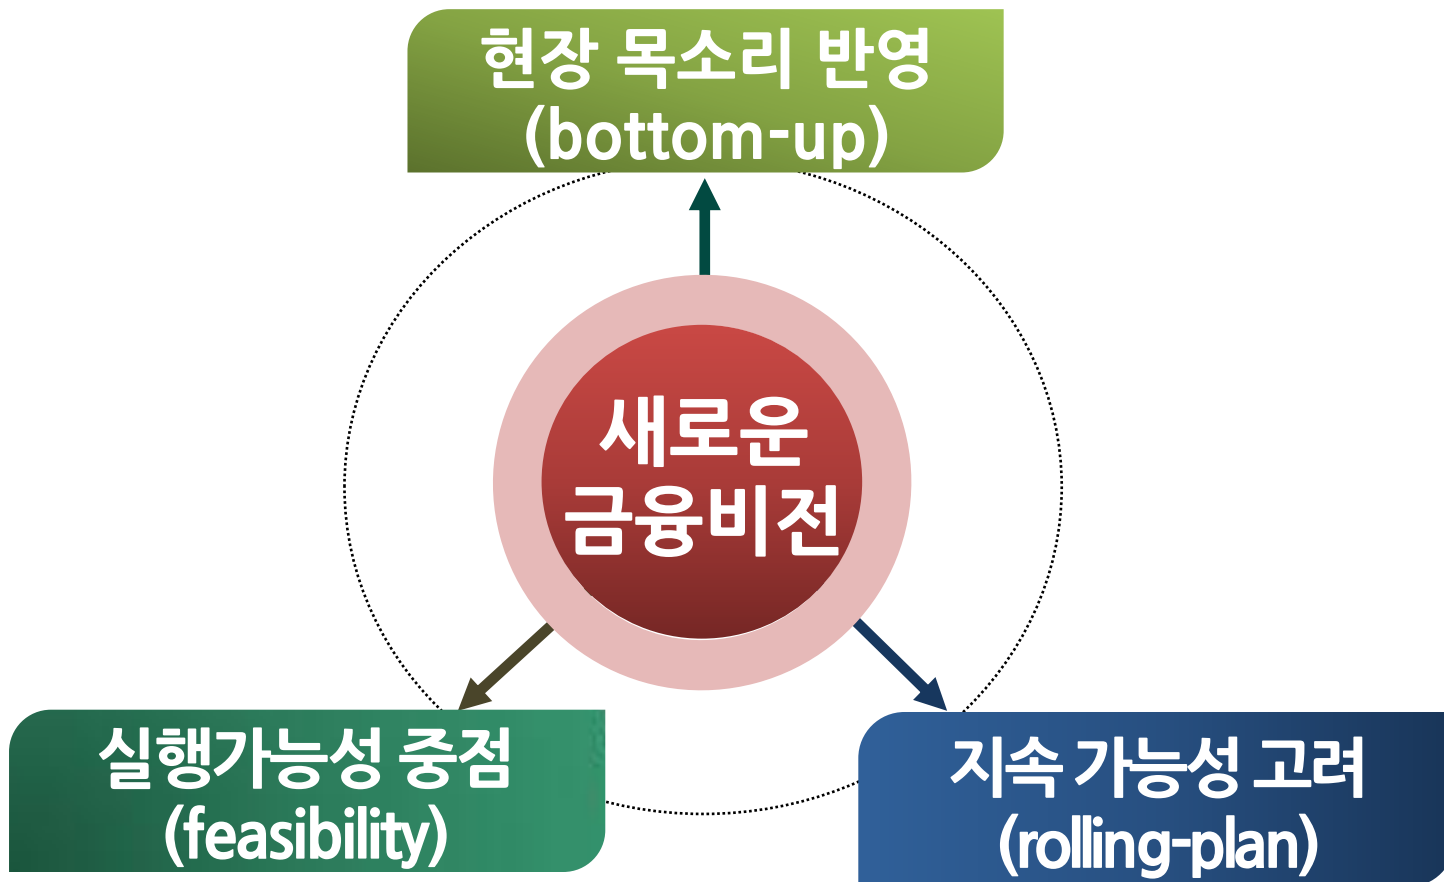 현장 목소리 반영
(bottom-up)
새로운
금융비전
실행가능성 중점
(feasibility)
지속 가능성 고려
(rolling-plan)